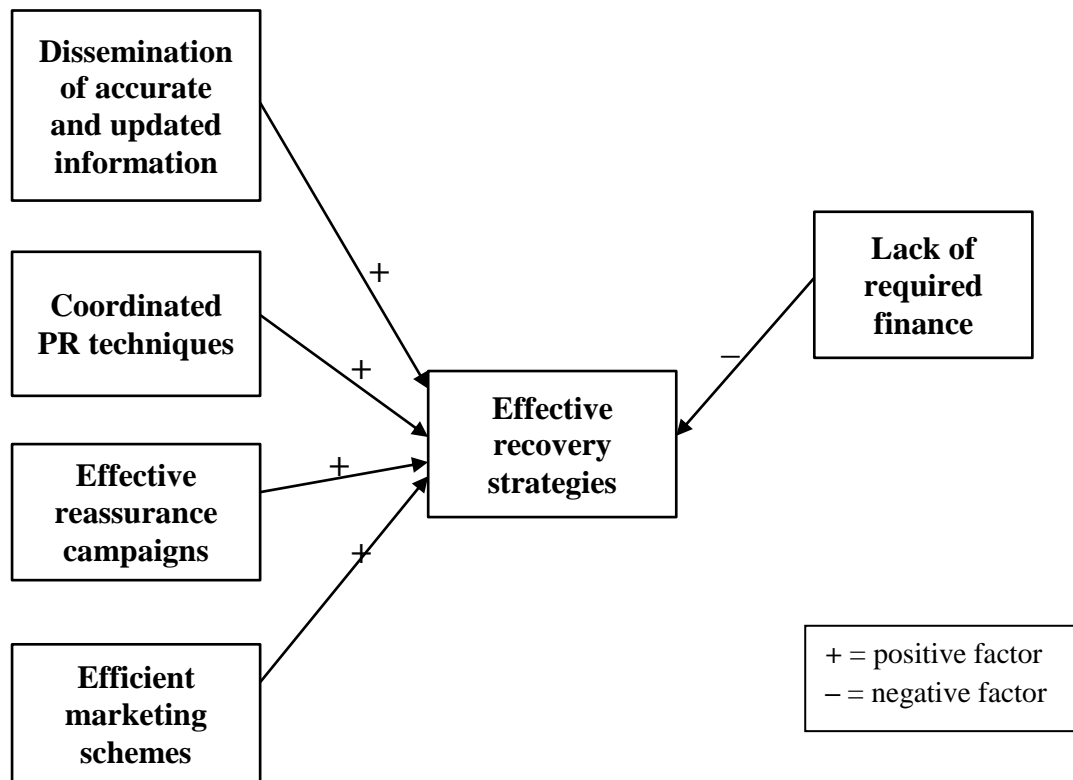 Dissemination
of accurate
and updated
information
+
Coordinated
PR techniques
+
Effective
reassurance
campaigns
+
Efficient
marketing
schemes
+
Effective
recovery
strategies
Lack of
required
finance
−
+ = positive factor
− = negative factor